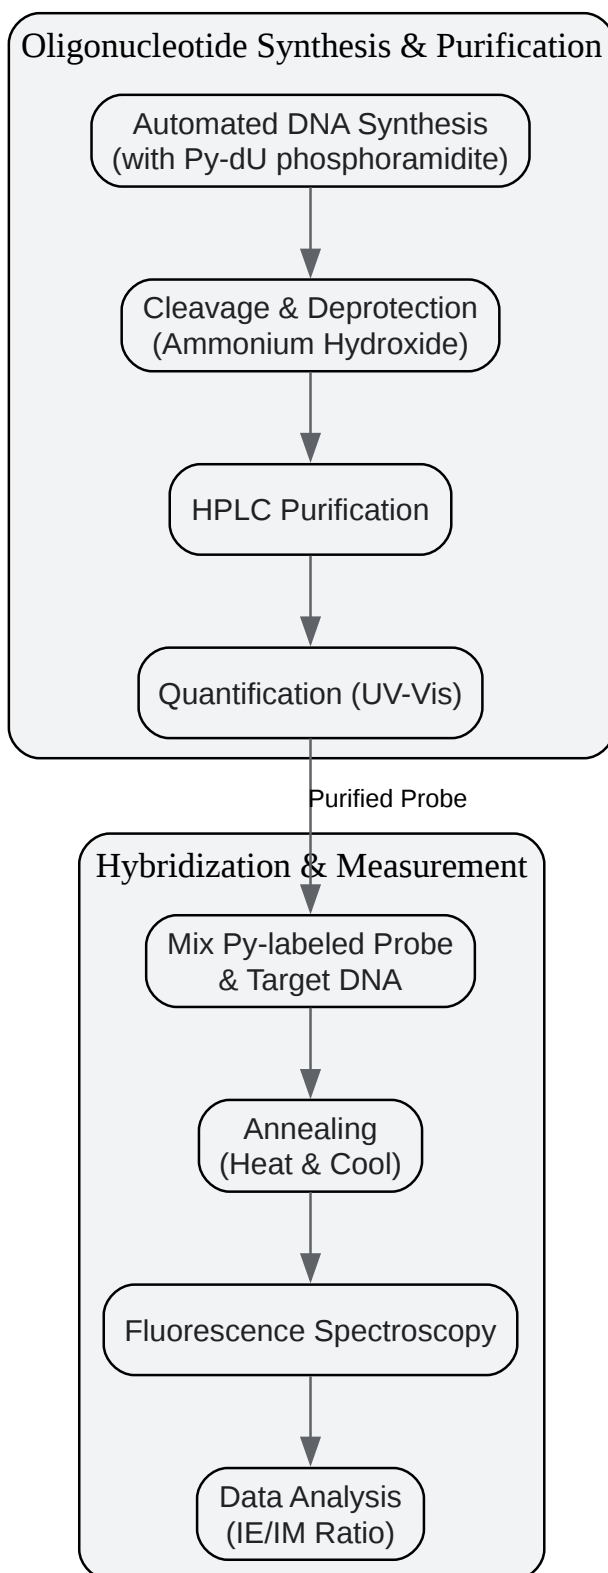 Oligonucleotide Synthesis & Purification
Automated DNA Synthesis
(with Py-dU phosphoramidite)
Cleavage & Deprotection
(Ammonium Hydroxide)
HPLC Purification
Quantification (UV-Vis)
Purified Probe
Hybridization & Measurement
Mix Py-labeled Probe
& Target DNA
Annealing
(Heat & Cool)
Fluorescence Spectroscopy
Data Analysis
(IE/IM Ratio)